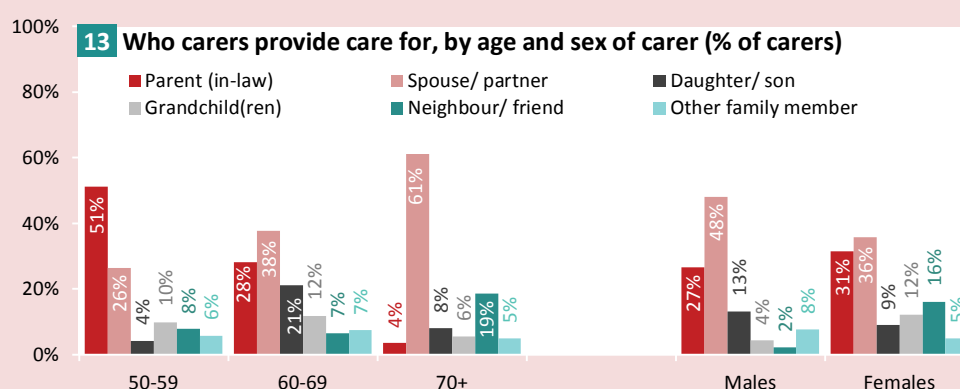 100%
13 Who carers provide care for, by age and sex of carer (% of carers)
Parent (in-law) Spouse/ partner Daughter/ son
80%
Grandchild(ren) Neighbour/ friend Other family member
60%
40%
20%
0%
51% 26% 4% 10% 8% 6%
28% 38% 21% 12% 7% 7%
4% 61% 8% 6% 19% 5%
27% 48% 13% 4% 2% 8%
31% 36% 9% 12% 16% 5%
50-59 60-69 70+ Males Females